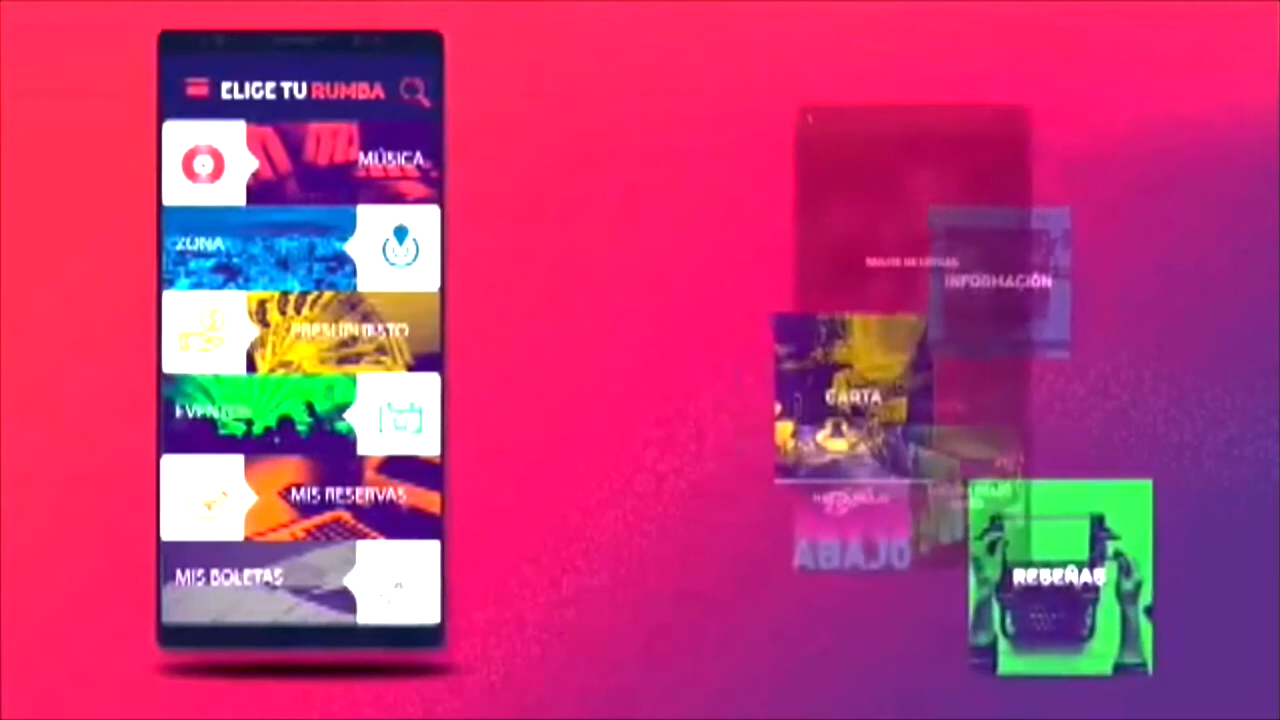 ELIGE TU RUMBA
MÚSICA
ZONA
PRESUPUESTO
EVENTOS
MIS RESERVAS
MIS BOLETAS
INFORMACIÓN
CARTA
ABAJO
RESEÑAS